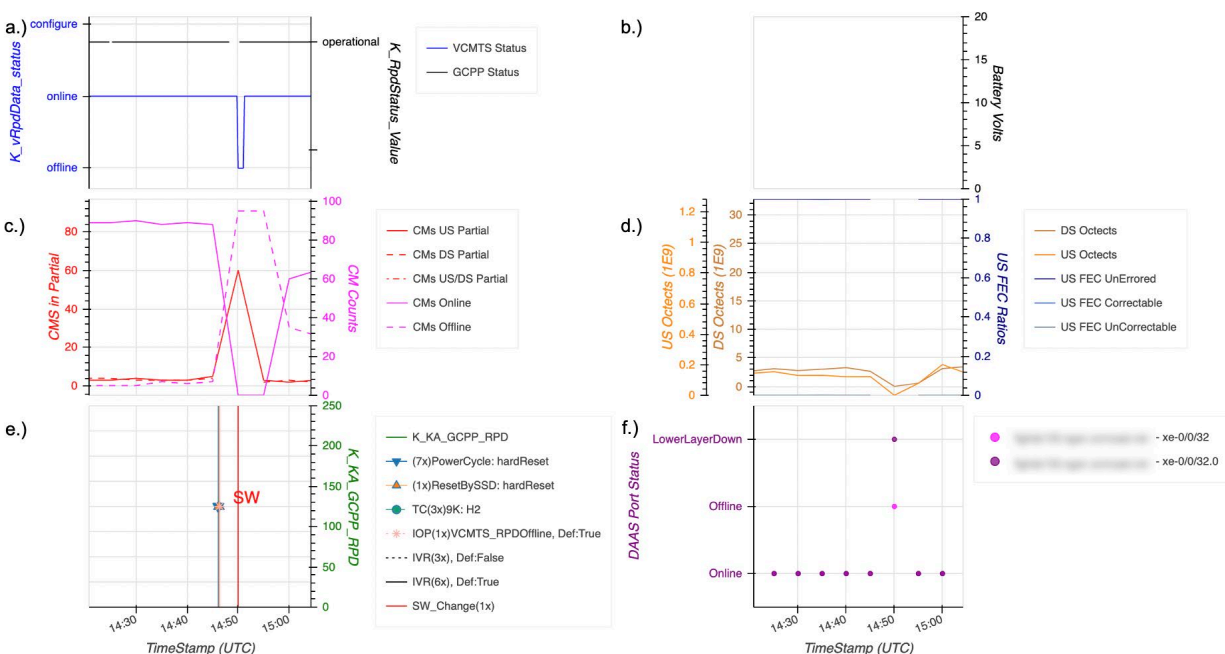 a.)
configure
online
offline
K_vRpdData_status
operational
K_RpdStatus_Value
VCMTS Status
GCPP Status
b.)
20
15
10
5
0
Battery Volts
c.)
80
60
40
20
0
CMS in Partial
100
80
60
40
20
0
CM Counts
CMs US Partial
CMs DS Partial
CMs US/DS Partial
CMs Online
CMs Offline
d.)
1.2
1
0.8
0.6
0.4
0.2
0
US Octects (1E9)
30
25
20
15
10
5
0
DS Octects (1E9)
1
0.8
0.6
0.4
0.2
0
US FEC Ratios
DS Octects
US Octects
US FEC UnErrored
US FEC Correctable
US FEC UnCorrectable
e.)
SW
250
200
150
100
50
0
K_KA_GCPP_RPD
14:30
14:40
14:50
15:00
TimeStamp (UTC)
K_KA_GCPP_RPD
(7x)PowerCycle: hardReset
(1x)ResetBySSD: hardReset
TC(3x)9K: H2
IOP(1x)VCMTS_RPDOffline, Def:True
IVR(3x), Def:False
IVR(6x), Def:True
SW_Change(1x)
f.)
LowerLayerDown
Offline
Online
DAAS Port Status
14:30
14:40
14:50
15:00
TimeStamp (UTC)
- xe-0/0/32
- xe-0/0/32.0